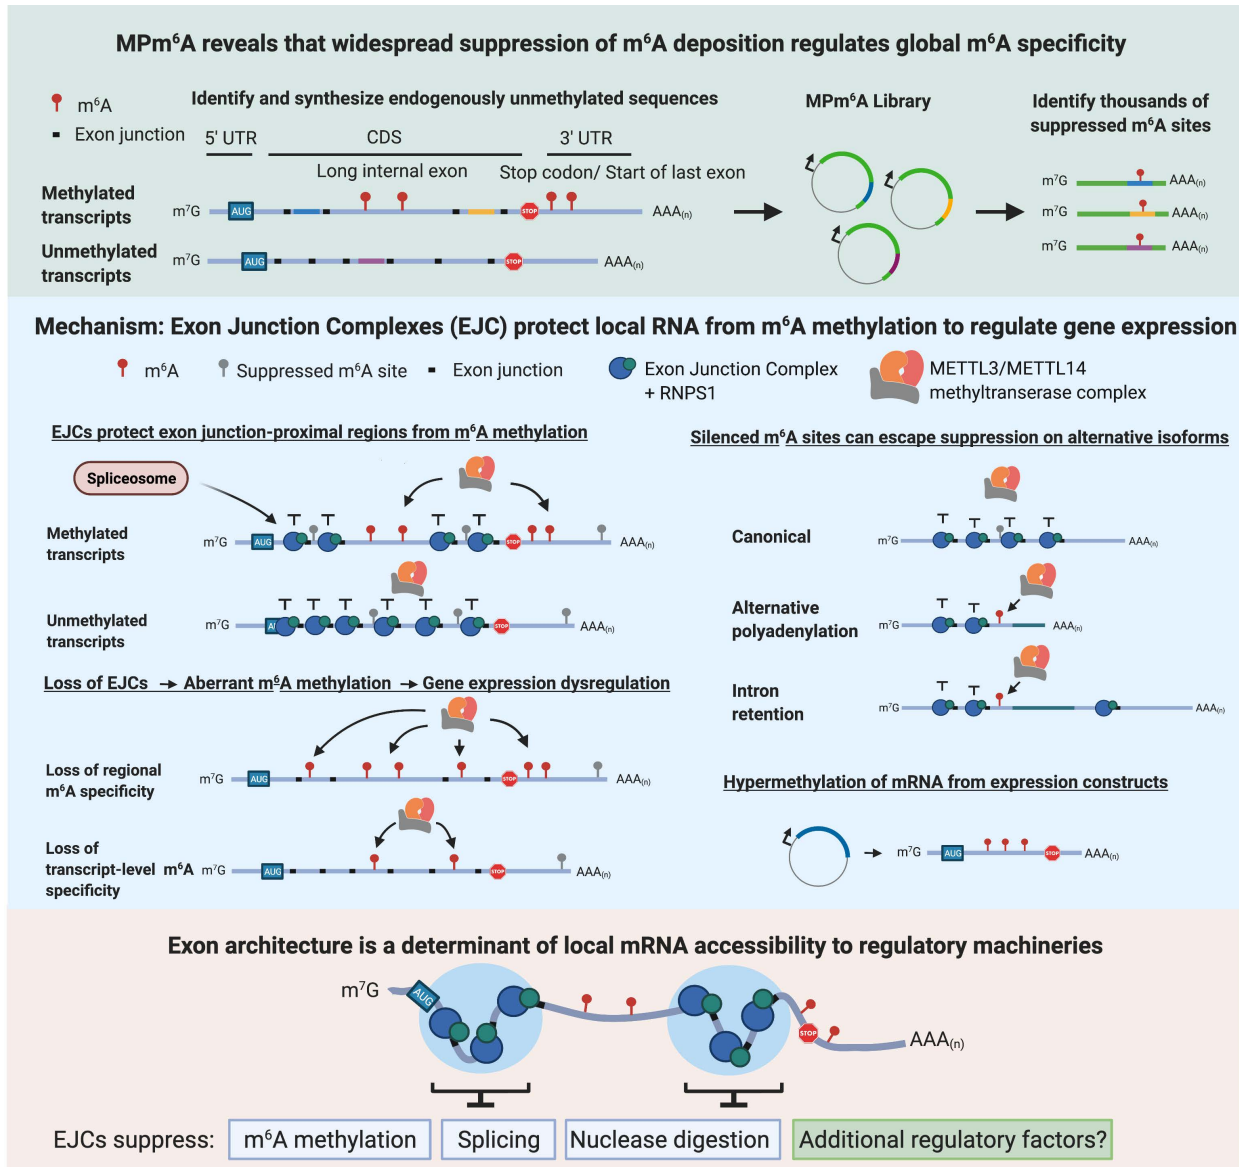 MPm⁶A reveals that widespread suppression of m⁶A deposition regulates global m⁶A specificity
m⁶A
Exon junction
Identify and synthesize endogenously unmethylated sequences
5' UTR
CDS
3' UTR
Long internal exon
Stop codon/ Start of last exon
Methylated
transcripts
m⁷G
AUG
STOP
AAA(n)
Unmethylated
transcripts
m⁷G
AUG
STOP
AAA(n)
MPm⁶A Library
Identify thousands of
suppressed m⁶A sites
m⁷G
AAA(n)
m⁷G
AAA(n)
m⁷G
AAA(n)
Mechanism: Exon Junction Complexes (EJC) protect local RNA from m⁶A methylation to regulate gene expression
m⁶A
Suppressed m⁶A site
Exon junction
Exon Junction Complex
+ RNPS1
METTL3/METTL14
methyltranserase complex
EJCs protect exon junction-proximal regions from m⁶A methylation
Spliceosome
Methylated
transcripts
m⁷G
AUG
STOP
AAA(n)
Unmethylated
transcripts
m⁷G
STOP
AAA(n)
Loss of EJCs → Aberrant m⁶A methylation → Gene expression dysregulation
Loss of regional
m⁶A specificity
m⁷G
AUG
STOP
AAA(n)
Loss of
transcript-level m⁶A
specificity
m⁷G
AUG
STOP
AAA(n)
Silenced m⁶A sites can escape suppression on alternative isoforms
Canonical
m⁷G
AAA(n)
Alternative
polyadenylation
m⁷G
AAA(n)
Intron
retention
m⁷G
AAA(n)
Hypermethylation of mRNA from expression constructs
m⁷G
AUG
STOP
AAA(n)
Exon architecture is a determinant of local mRNA accessibility to regulatory machineries
m⁷G
AUG
STOP
AAA(n)
EJCs suppress:
m⁶A methylation
Splicing
Nuclease digestion
Additional regulatory factors?